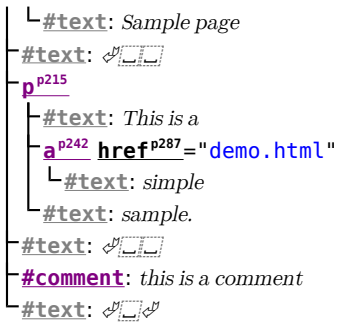 #text: Sample page
#text: ⏎␣␣
p p215
#text: This is a
a p242 href p287="demo.html"
#text: simple
#text: sample.
#text: ⏎␣␣
#comment: this is a comment
#text: ⏎␣⏎